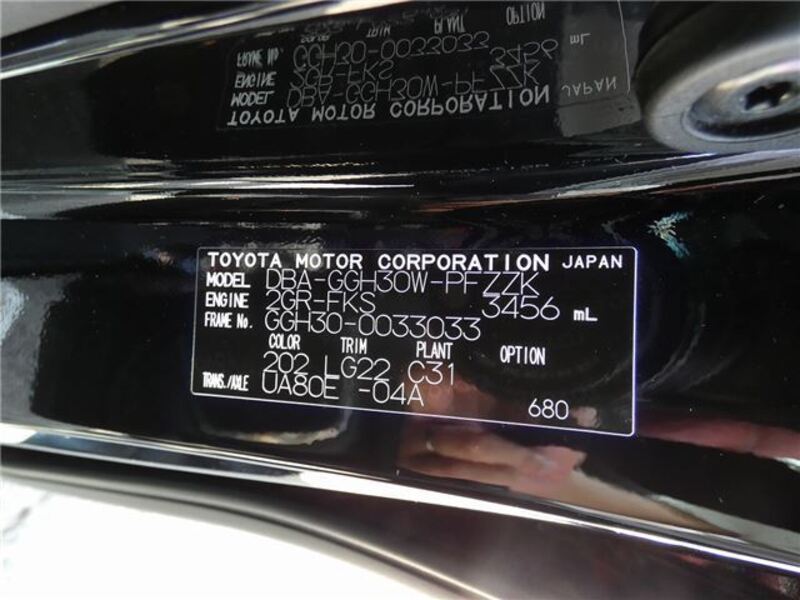 TOYOTA MOTOR CORPORATION JAPAN
MODEL DBA-GGH30W-PFZZK
ENGINE 2GR-FKS 3456 mL
FRAME No. GGH30-0033033
COLOR TRIM PLANT OPTION
202 LG22 C31
TRANS./AXLE UA80E -04A
680